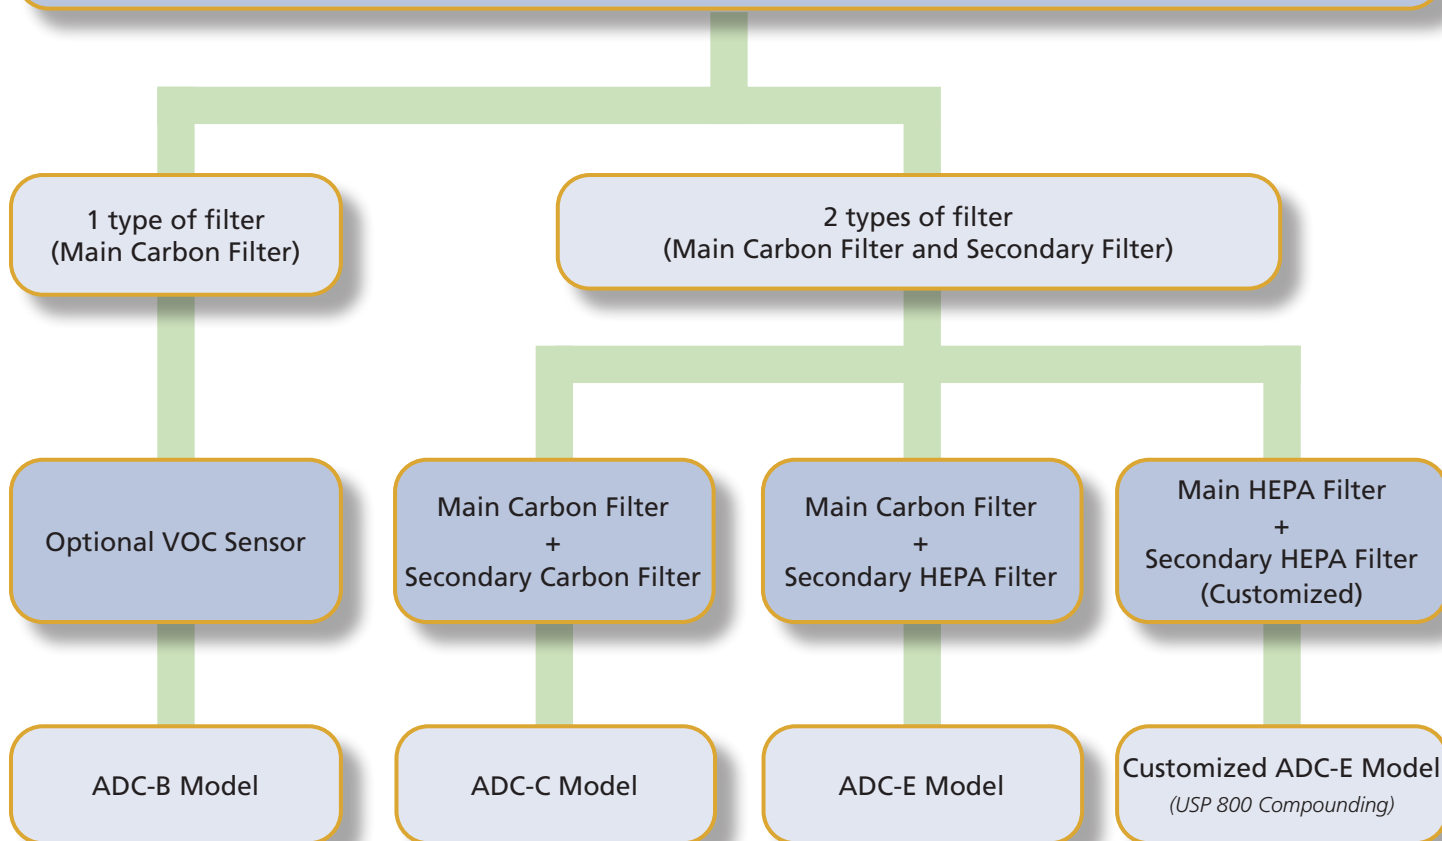 1 type of filter
(Main Carbon Filter)
2 types of filter
(Main Carbon Filter and Secondary Filter)
Optional VOC Sensor
Main Carbon Filter
+
Secondary Carbon Filter
Main Carbon Filter
+
Secondary HEPA Filter
Main HEPA Filter
+
Secondary HEPA Filter
(Customized)
ADC-B Model
ADC-C Model
ADC-E Model
Customized ADC-E Model
(USP 800 Compounding)